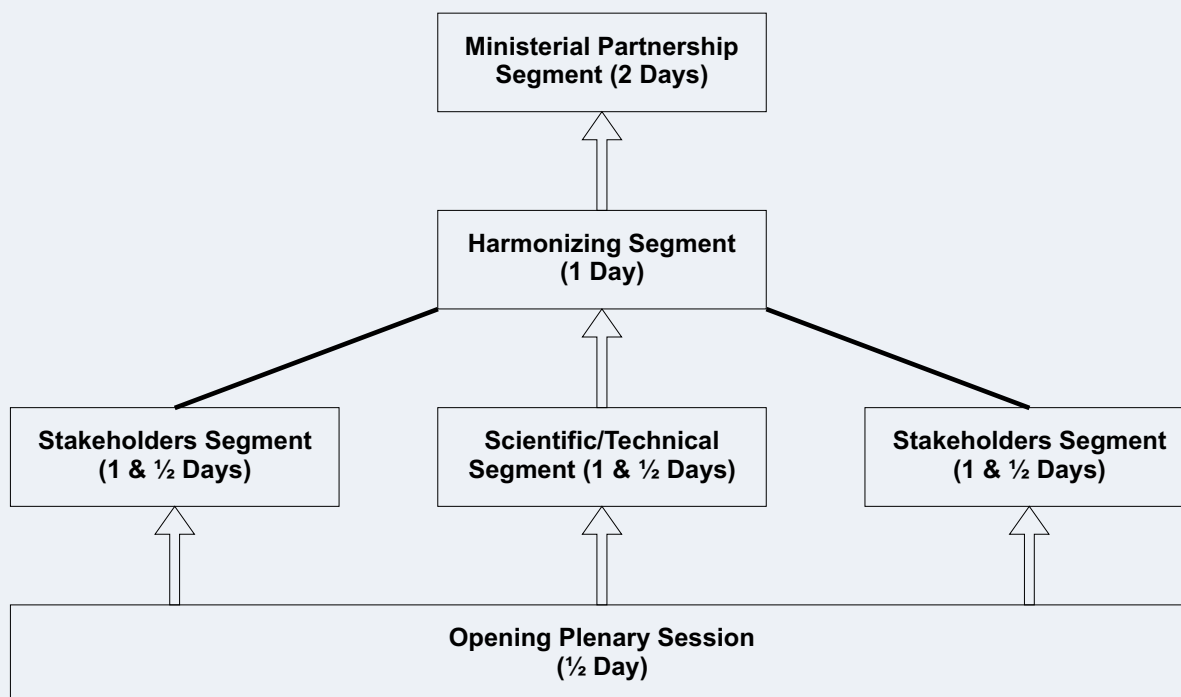 Ministerial Partnership
Segment (2 Days)
Harmonizing Segment
(1 Day)
Stakeholders Segment
(1 & ½ Days)
Scientific/Technical
Segment (1 & ½ Days)
Stakeholders Segment
(1 & ½ Days)
Opening Plenary Session
(½ Day)